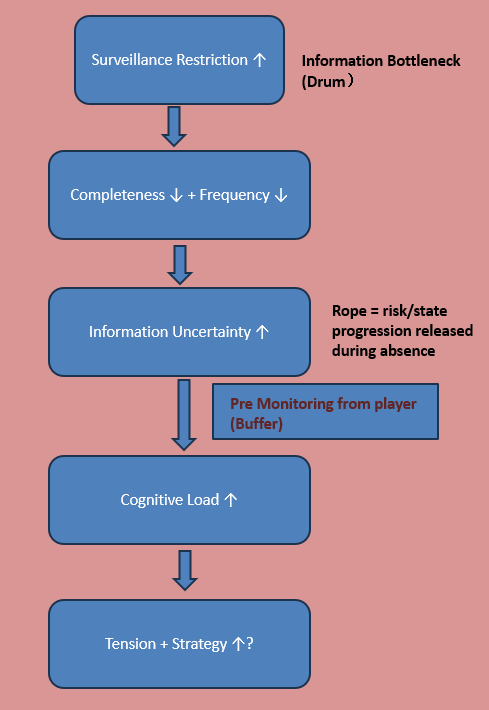 Surveillance Restriction ↑
Information Bottleneck
(Drum）
Completeness ↓ + Frequency ↓
Information Uncertainty ↑
Rope = risk/state
progression released
during absence
Pre Monitoring from player
(Buffer)
Cognitive Load ↑
Tension + Strategy ↑?